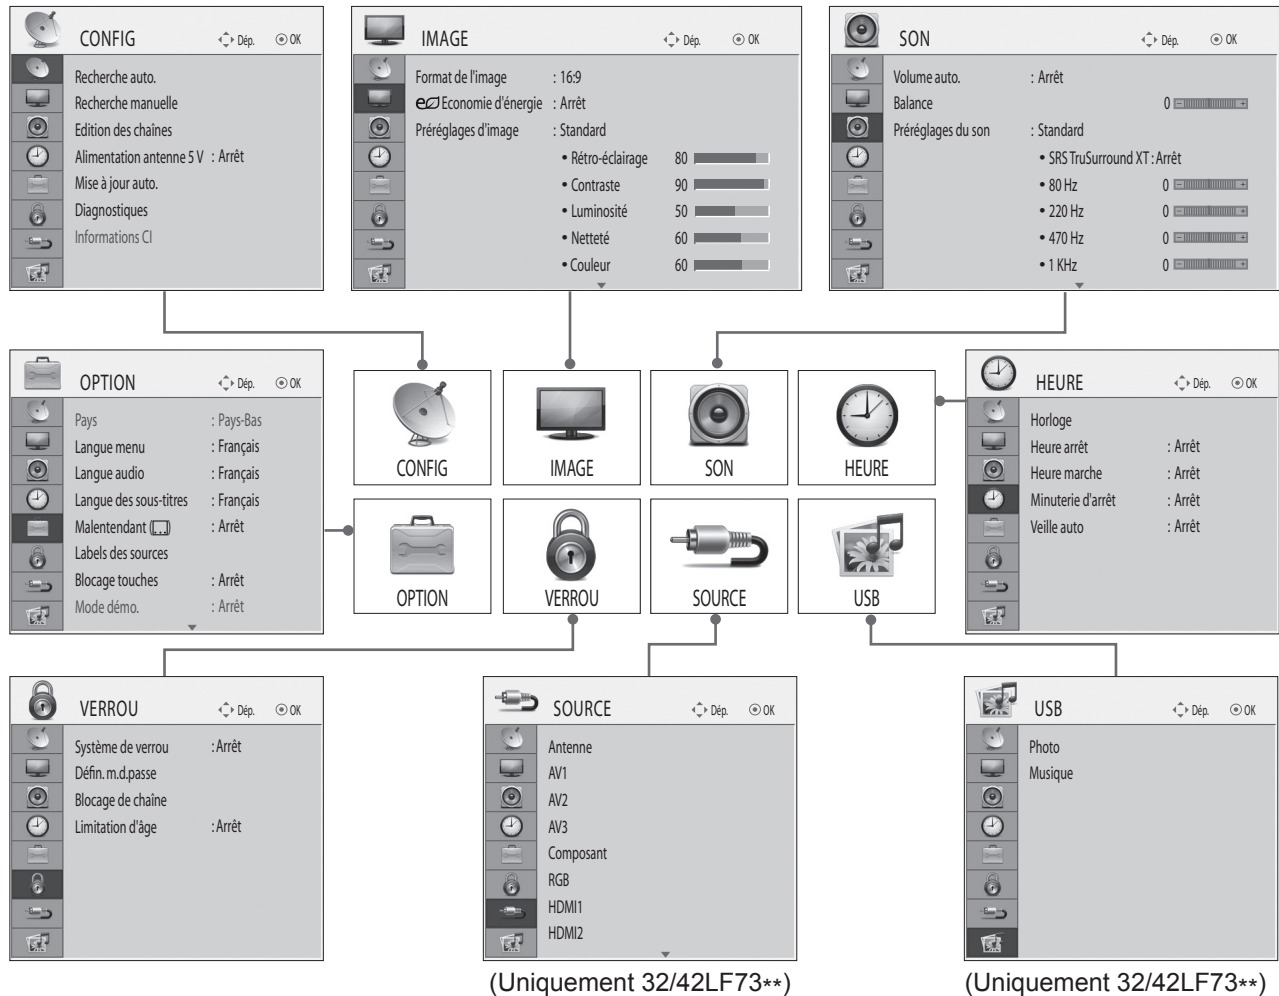 CONFIG Dép. OK
Recherche auto.
Recherche manuelle
Edition des chaînes
Alimentation antenne 5 V : Arrêt
Mise à jour auto.
Diagnostiques
Informations CI
IMAGE Dép. OK
Format de l'image : 16:9
Economie d'énergie : Arrêt
Préréglages d'image : Standard
• Rétro-éclairage 80
• Contraste 90
• Luminosité 50
• Netteté 60
• Couleur 60
SON Dép. OK
Volume auto. : Arrêt
Balance 0 - +
Préréglages du son : Standard
• SRS TruSurround XT : Arrêt
• 80 Hz 0 - +
• 220 Hz 0 - +
• 470 Hz 0 - +
• 1 KHz 0 - +
OPTION Dép. OK
Pays : Pays-Bas
Langue menu : Français
Langue audio : Français
Langue des sous-titres : Français
Malentendant ( ) : Arrêt
Labels des sources
Blocage touches : Arrêt
Mode démo. : Arrêt
CONFIG
IMAGE
SON
HEURE
OPTION
VERROU
SOURCE
USB
HEURE Dép. OK
Horloge
Heure arrêt : Arrêt
Heure marche : Arrêt
Minuterie d'arrêt : Arrêt
Veille auto : Arrêt
VERROU Dép. OK
Système de verrou : Arrêt
Défin. m.d.passe
Blocage de chaîne
Limitation d'âge : Arrêt
SOURCE Dép. OK
Antenne
AV1
AV2
AV3
Composant
RGB
HDMI1
HDMI2
(Uniquement 32/42LF73**)
USB Dép. OK
Photo
Musique
(Uniquement 32/42LF73**)